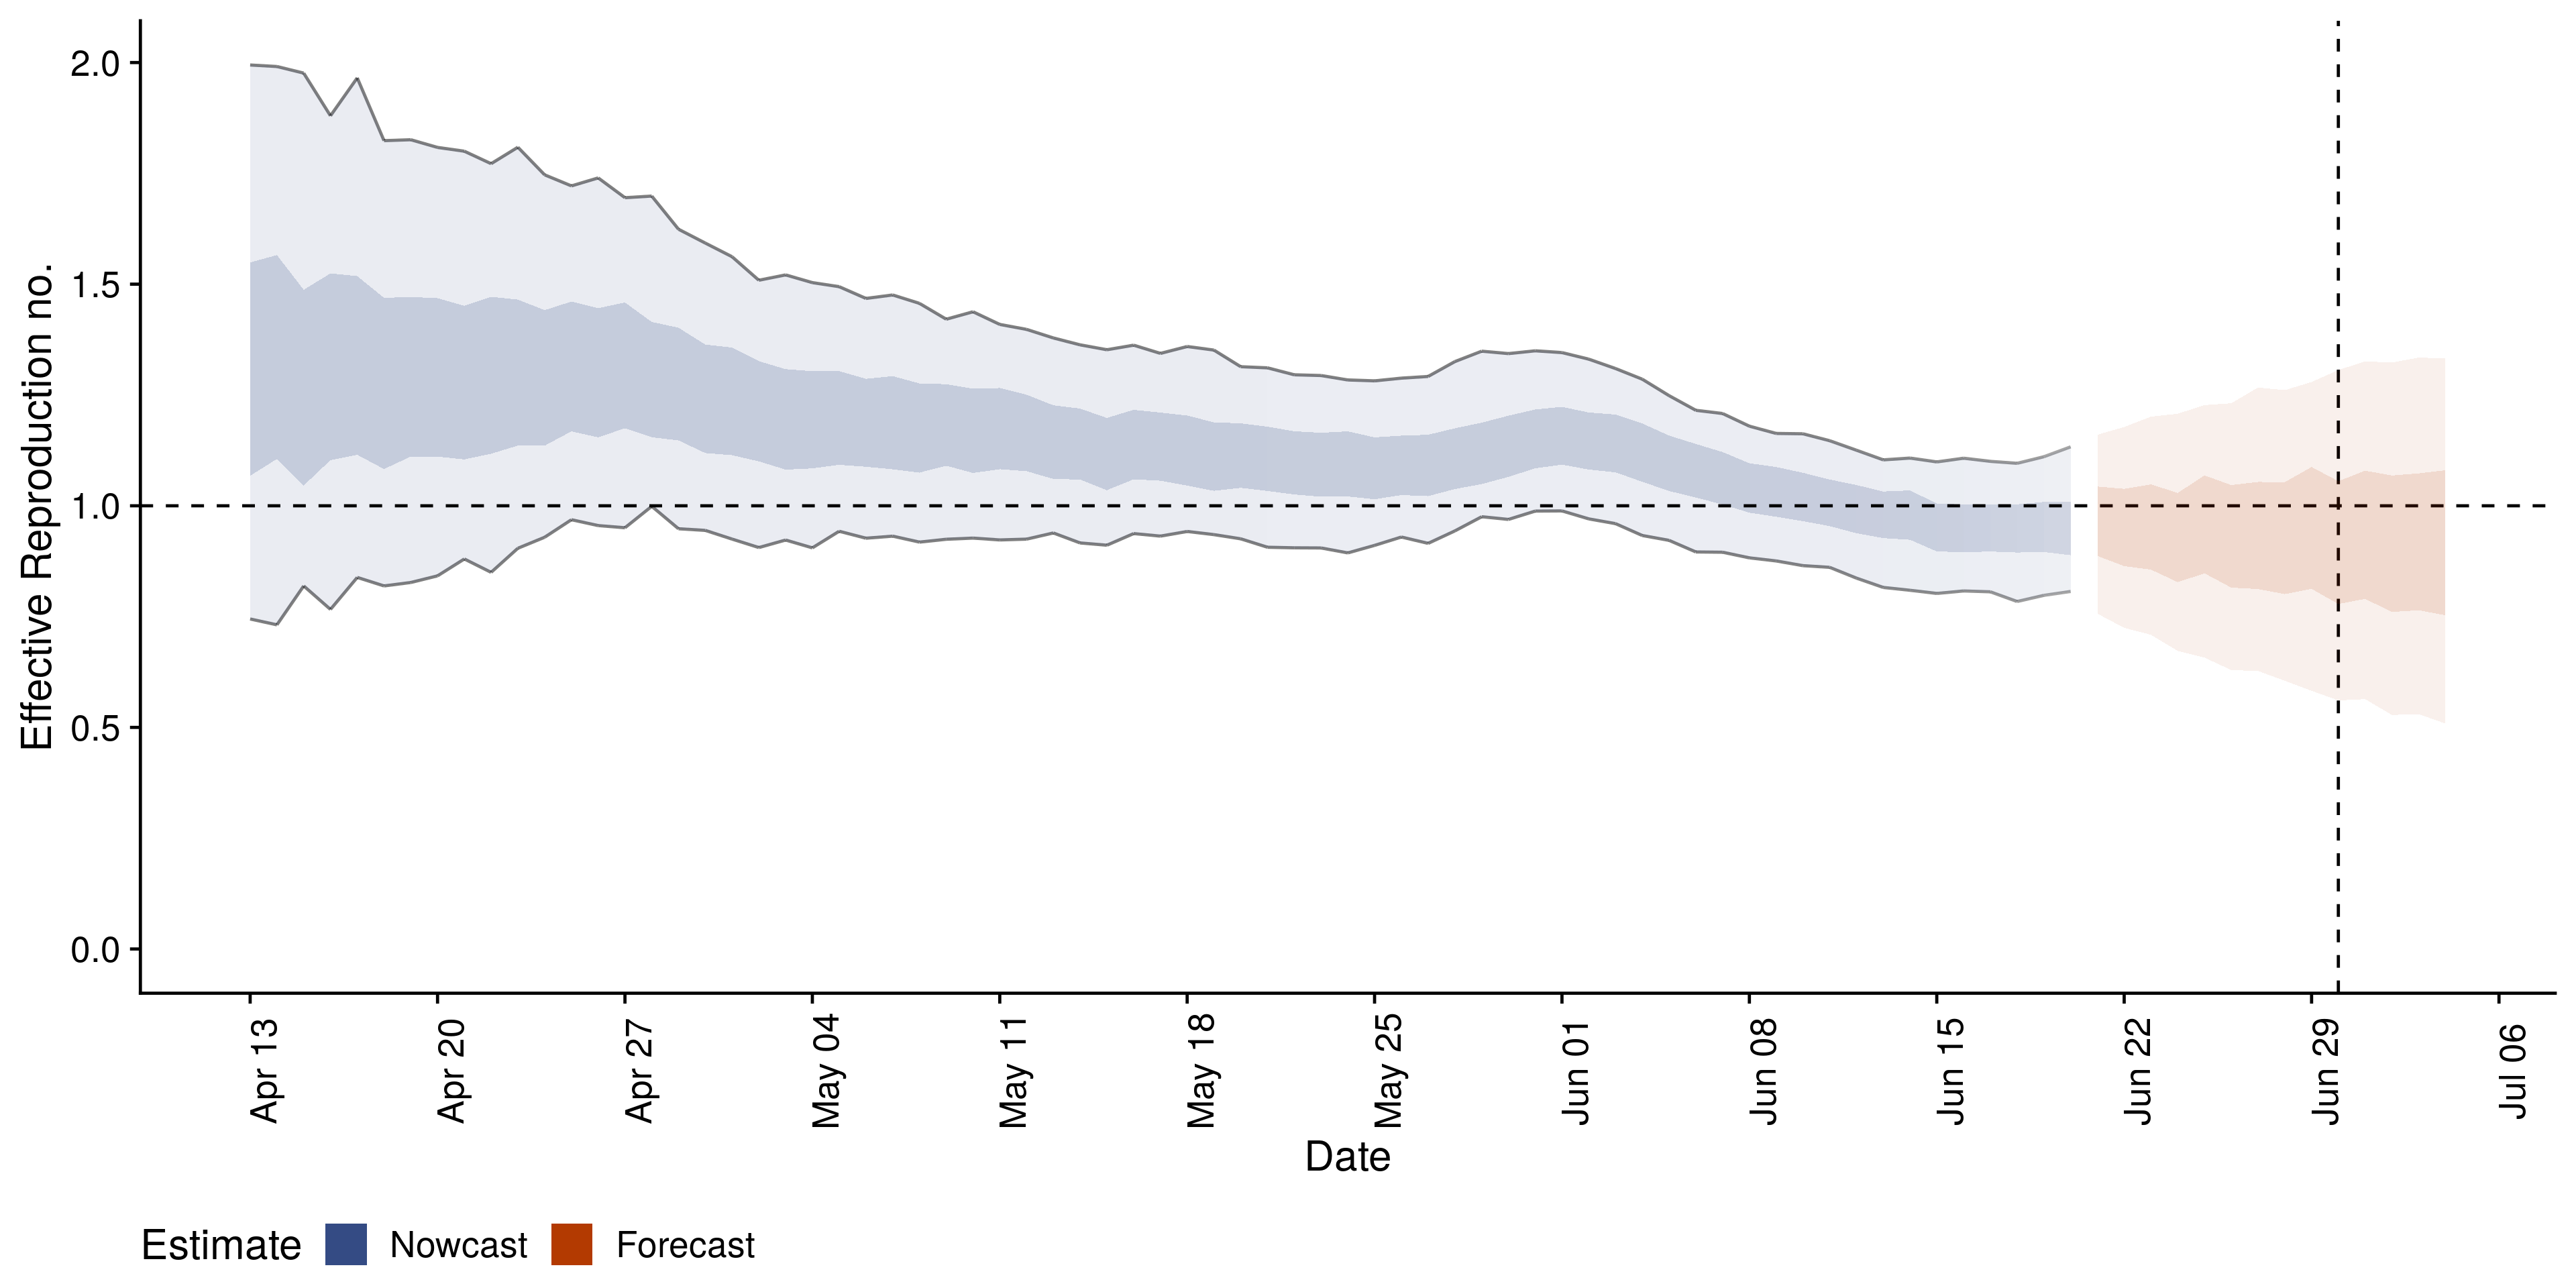 Effective Reproduction no.
2.0
1.5
1.0
0.5
0.0
Apr 13
Apr 20
Apr 27
May 04
May 11
May 18
May 25
Jun 01
Jun 08
Jun 15
Jun 22
Jun 29
Jul 06
Date
Estimate Nowcast Forecast